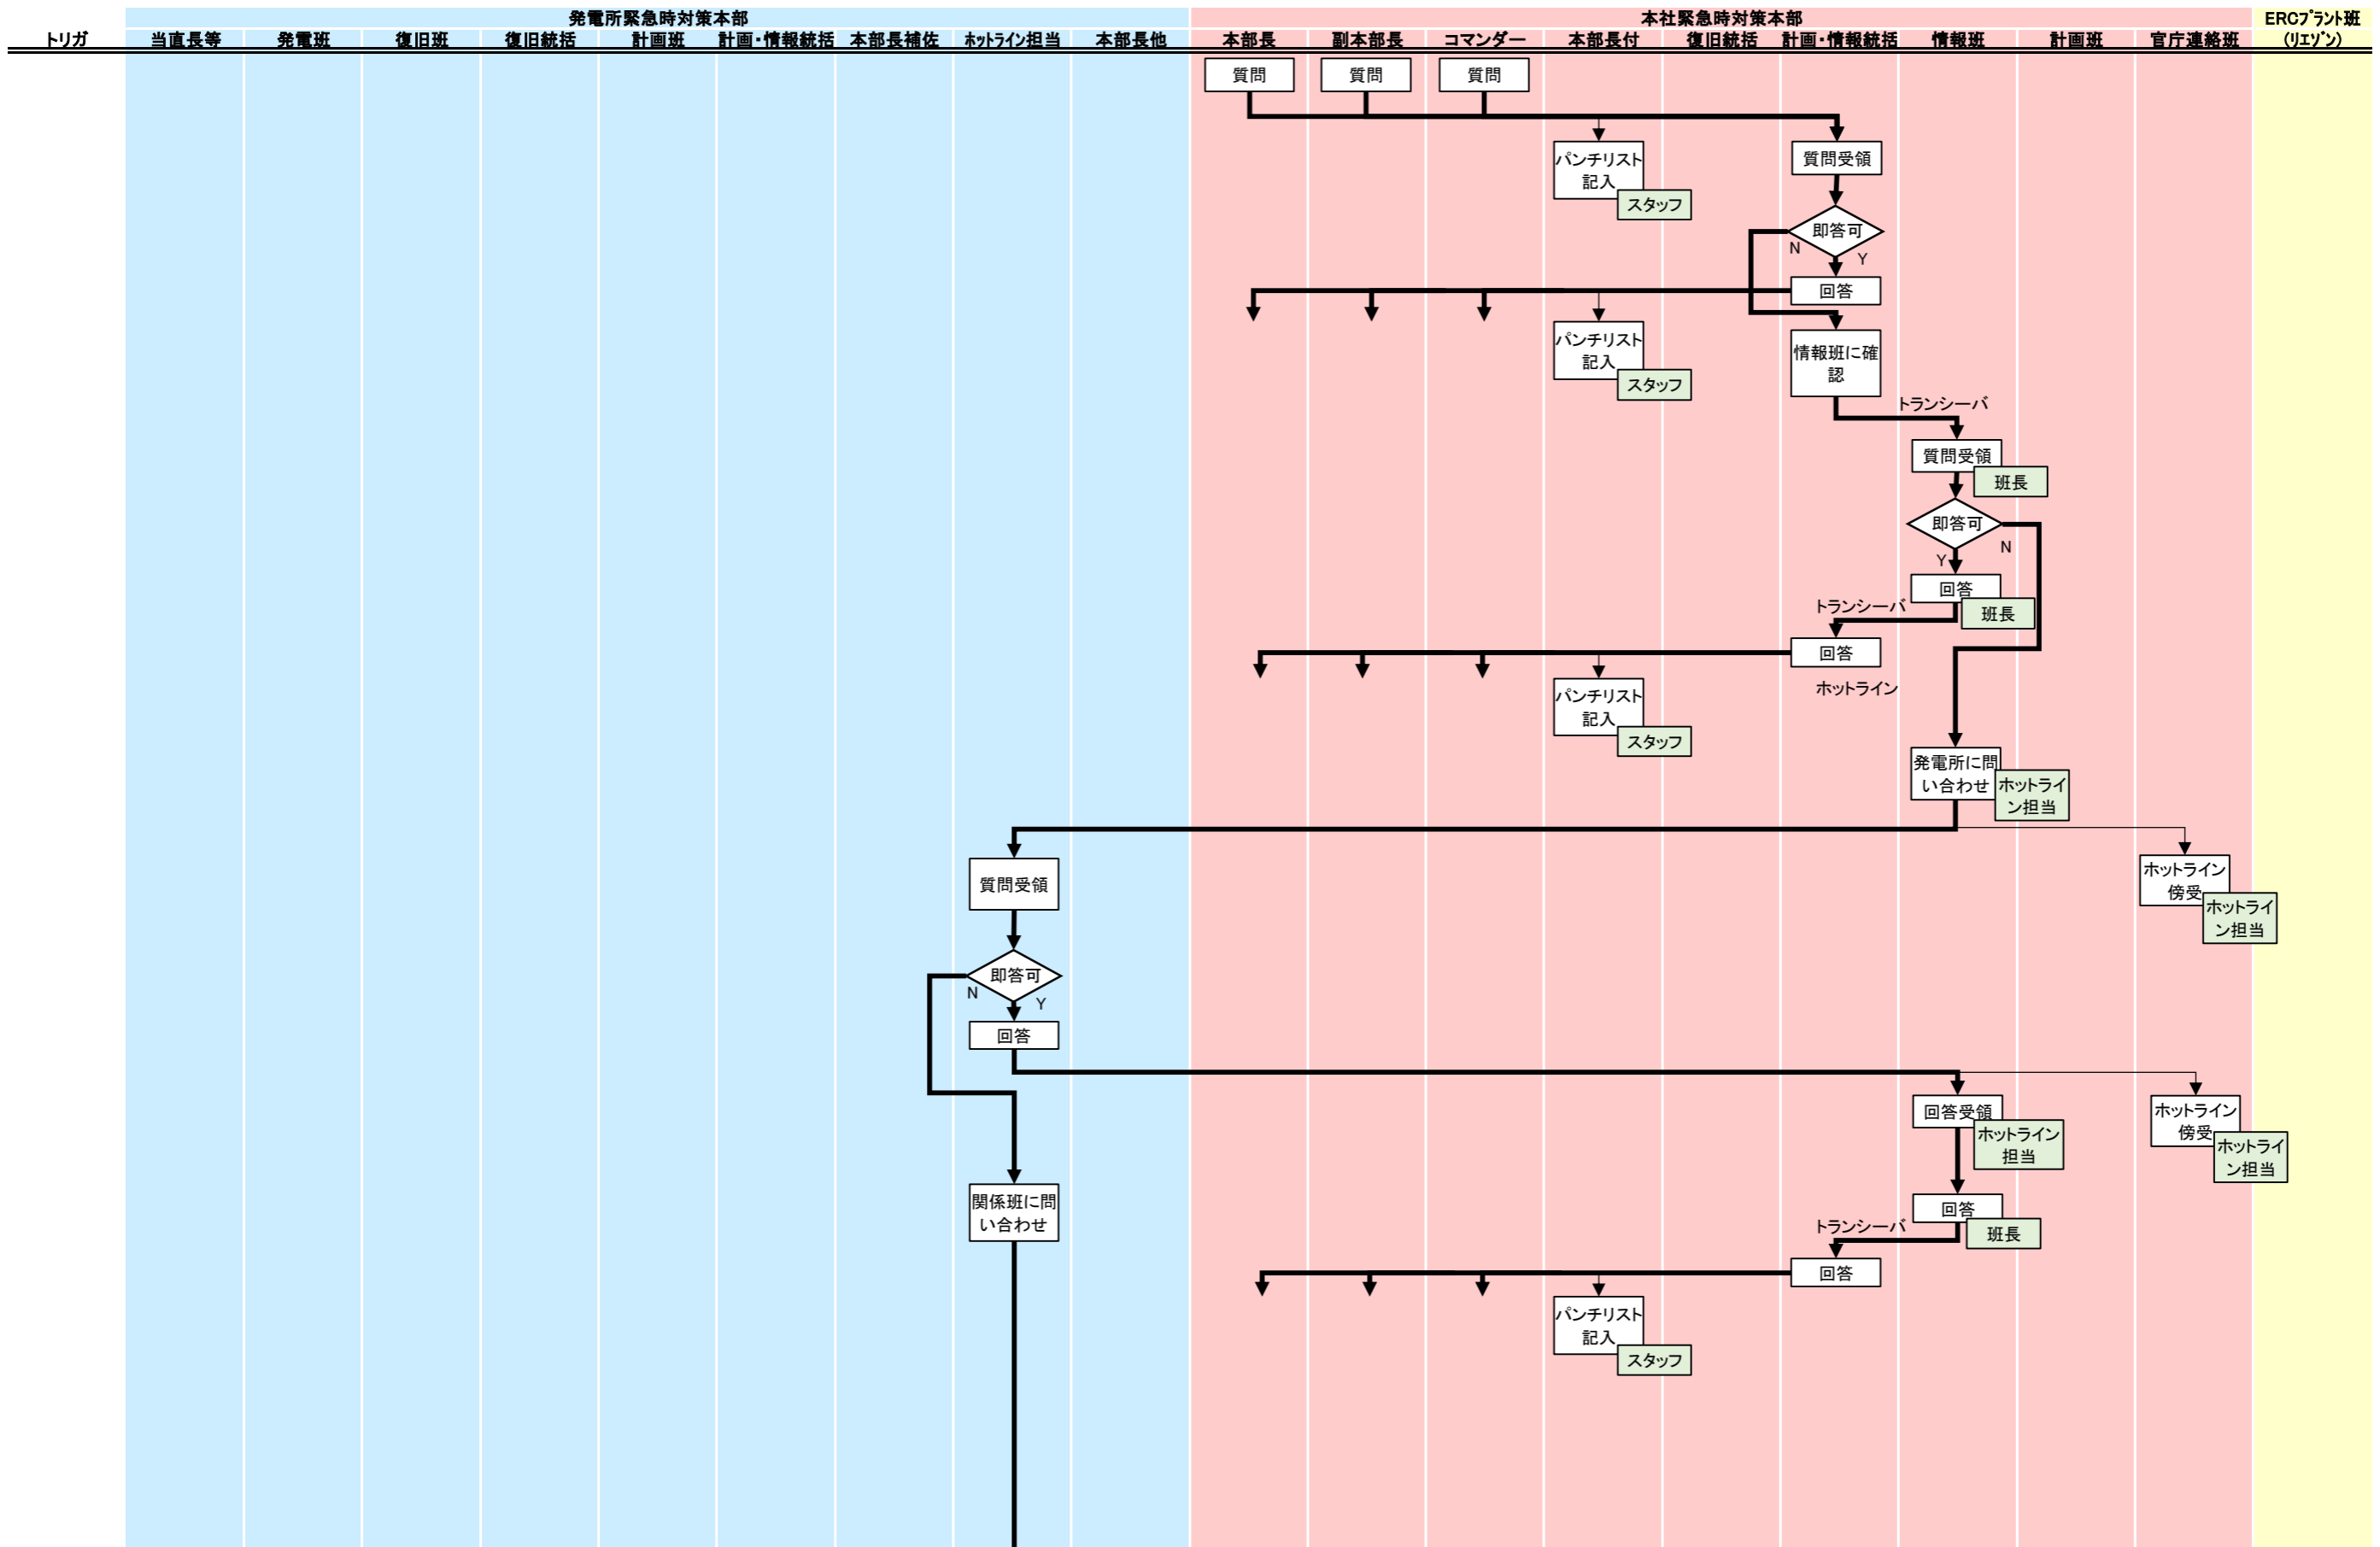 発電所緊急時対策本部
本社緊急時対策本部
ERCﾌﾟﾗﾝﾄ班
トリガ
当直長等
発電班
復旧班
復旧統括
計画班
計画・情報統括
本部長補佐
ﾎｯﾄﾗｲﾝ担当
本部長他
本部長
副本部長
コマンダー
本部長付
復旧統括
計画・情報統括
情報班
計画班
官庁連絡班
(ﾘｴｿﾞﾝ)
質問
質問
質問
パンチリスト
記入
スタッフ
質問受領
即答可
N
Y
回答
パンチリスト
記入
スタッフ
情報班に確
認
トランシーバ
質問受領
班長
即答可
N
Y
回答
班長
トランシーバ
回答
ホットライン
パンチリスト
記入
スタッフ
発電所に問
い合わせ
ホットライ
ン担当
質問受領
ホットライン
傍受
ホットライ
ン担当
即答可
N
Y
回答
回答受領
ホットライン
担当
ホットライン
傍受
ホットライ
ン担当
関係班に問
い合わせ
回答
班長
トランシーバ
回答
パンチリスト
記入
スタッフ